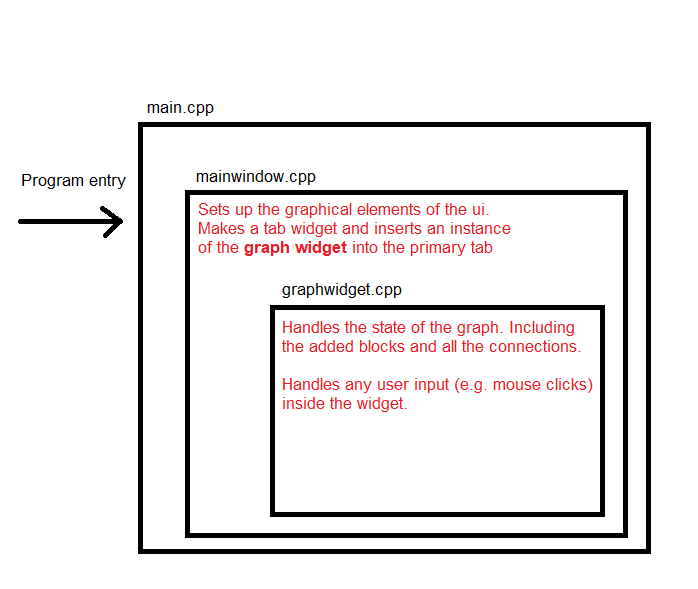 main.cpp
mainwindow.cpp
Program entry
Sets up the graphical elements of the ui.
Makes a tab widget and inserts an instance
of the graph widget into the primary tab
graphwidget.cpp
Handles the state of the graph. Including
the added blocks and all the connections.
Handles any user input (e.g. mouse clicks)
inside the widget.